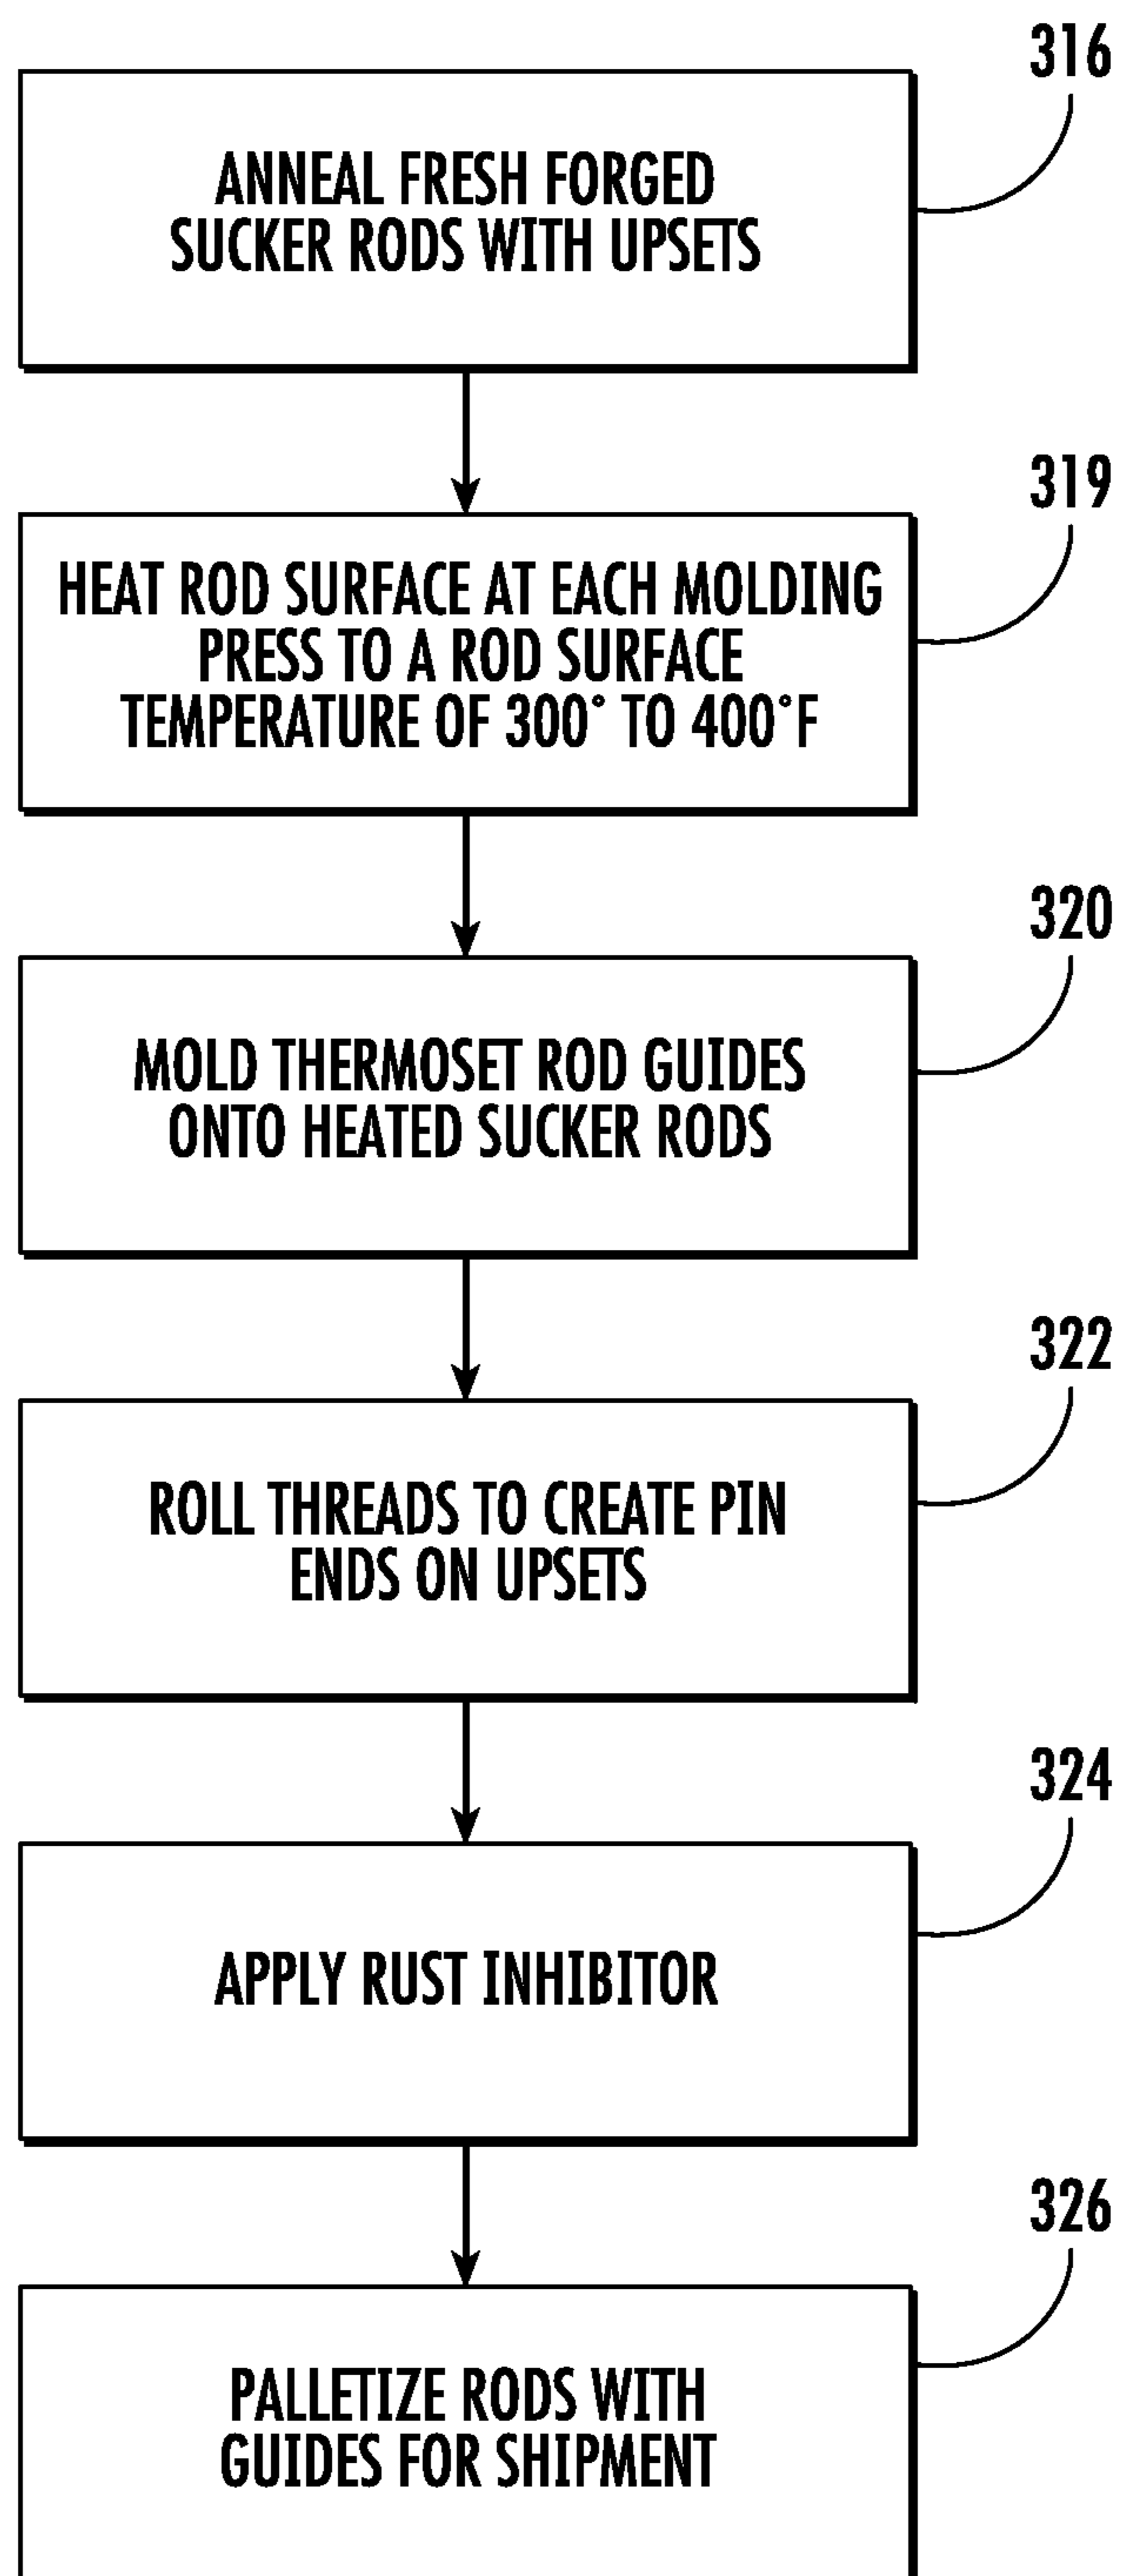 316
ANNEAL FRESH FORGED
SUCKER RODS WITH UPSETS
319
HEAT ROD SURFACE AT EACH MOLDING
PRESS TO A ROD SURFACE
TEMPERATURE OF 300° TO 400°F
320
MOLD THERMOSET ROD GUIDES
ONTO HEATED SUCKER RODS
322
ROLL THREADS TO CREATE PIN
ENDS ON UPSETS
324
APPLY RUST INHIBITOR
326
PALLETIZE RODS WITH
GUIDES FOR SHIPMENT